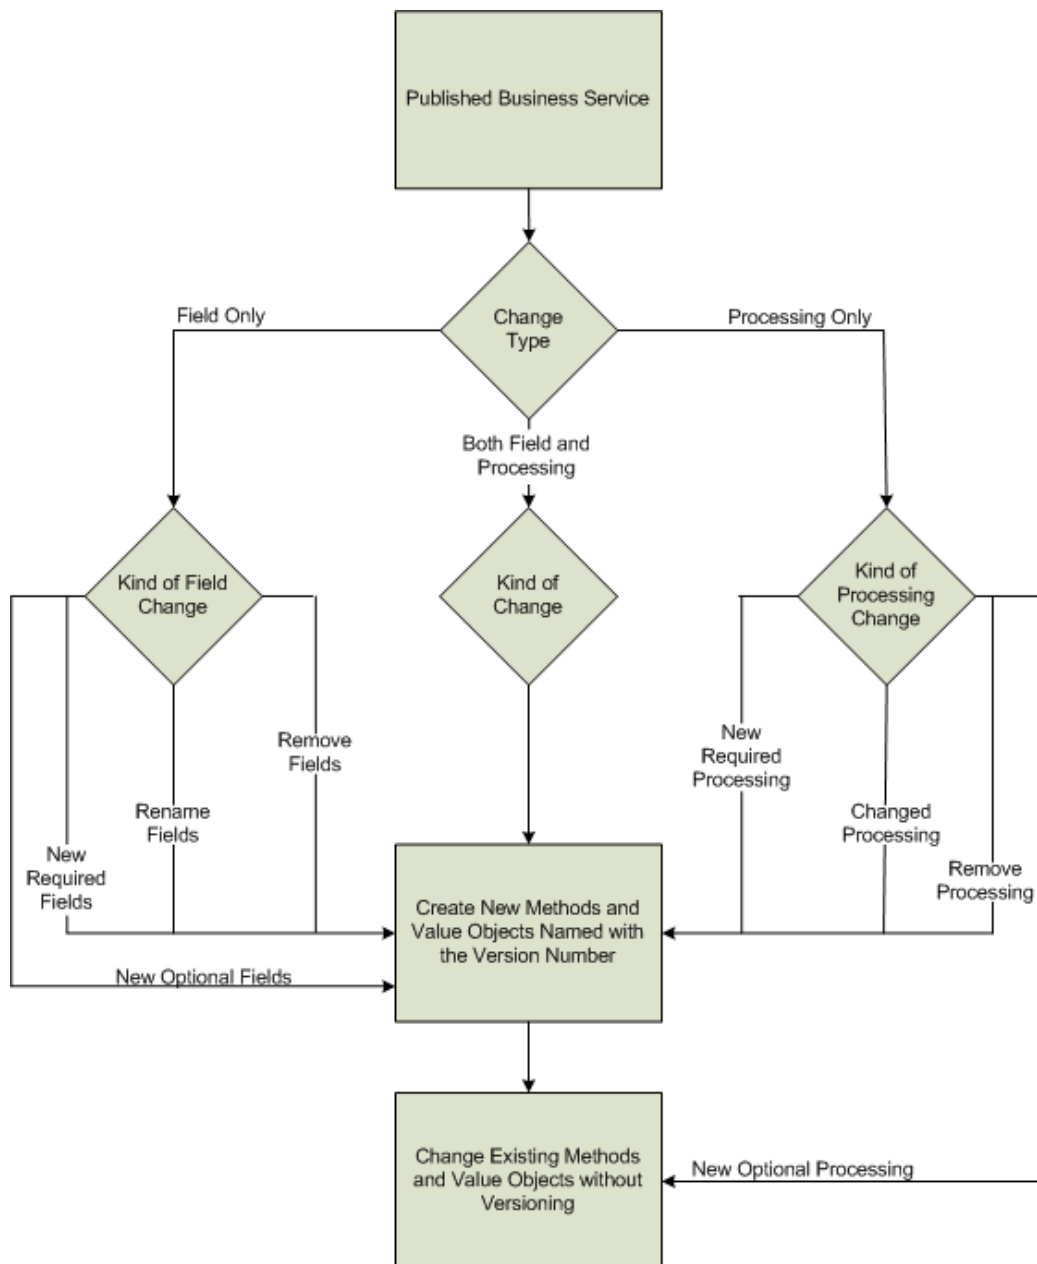 Published Business Service
Change
Type
Field Only
Processing Only
Both Field and
Processing
Kind of Field
Change
Kind of
Change
Kind of
Processing
Change
Remove
Fields
New
Required
Processing
Rename
Fields
Changed
Processing
New
Required
Fields
Remove
Processing
Create New Methods and
Value Objects Named with
the Version Number
New Optional Fields
Change Existing Methods
and Value Objects without
Versioning
New Optional Processing